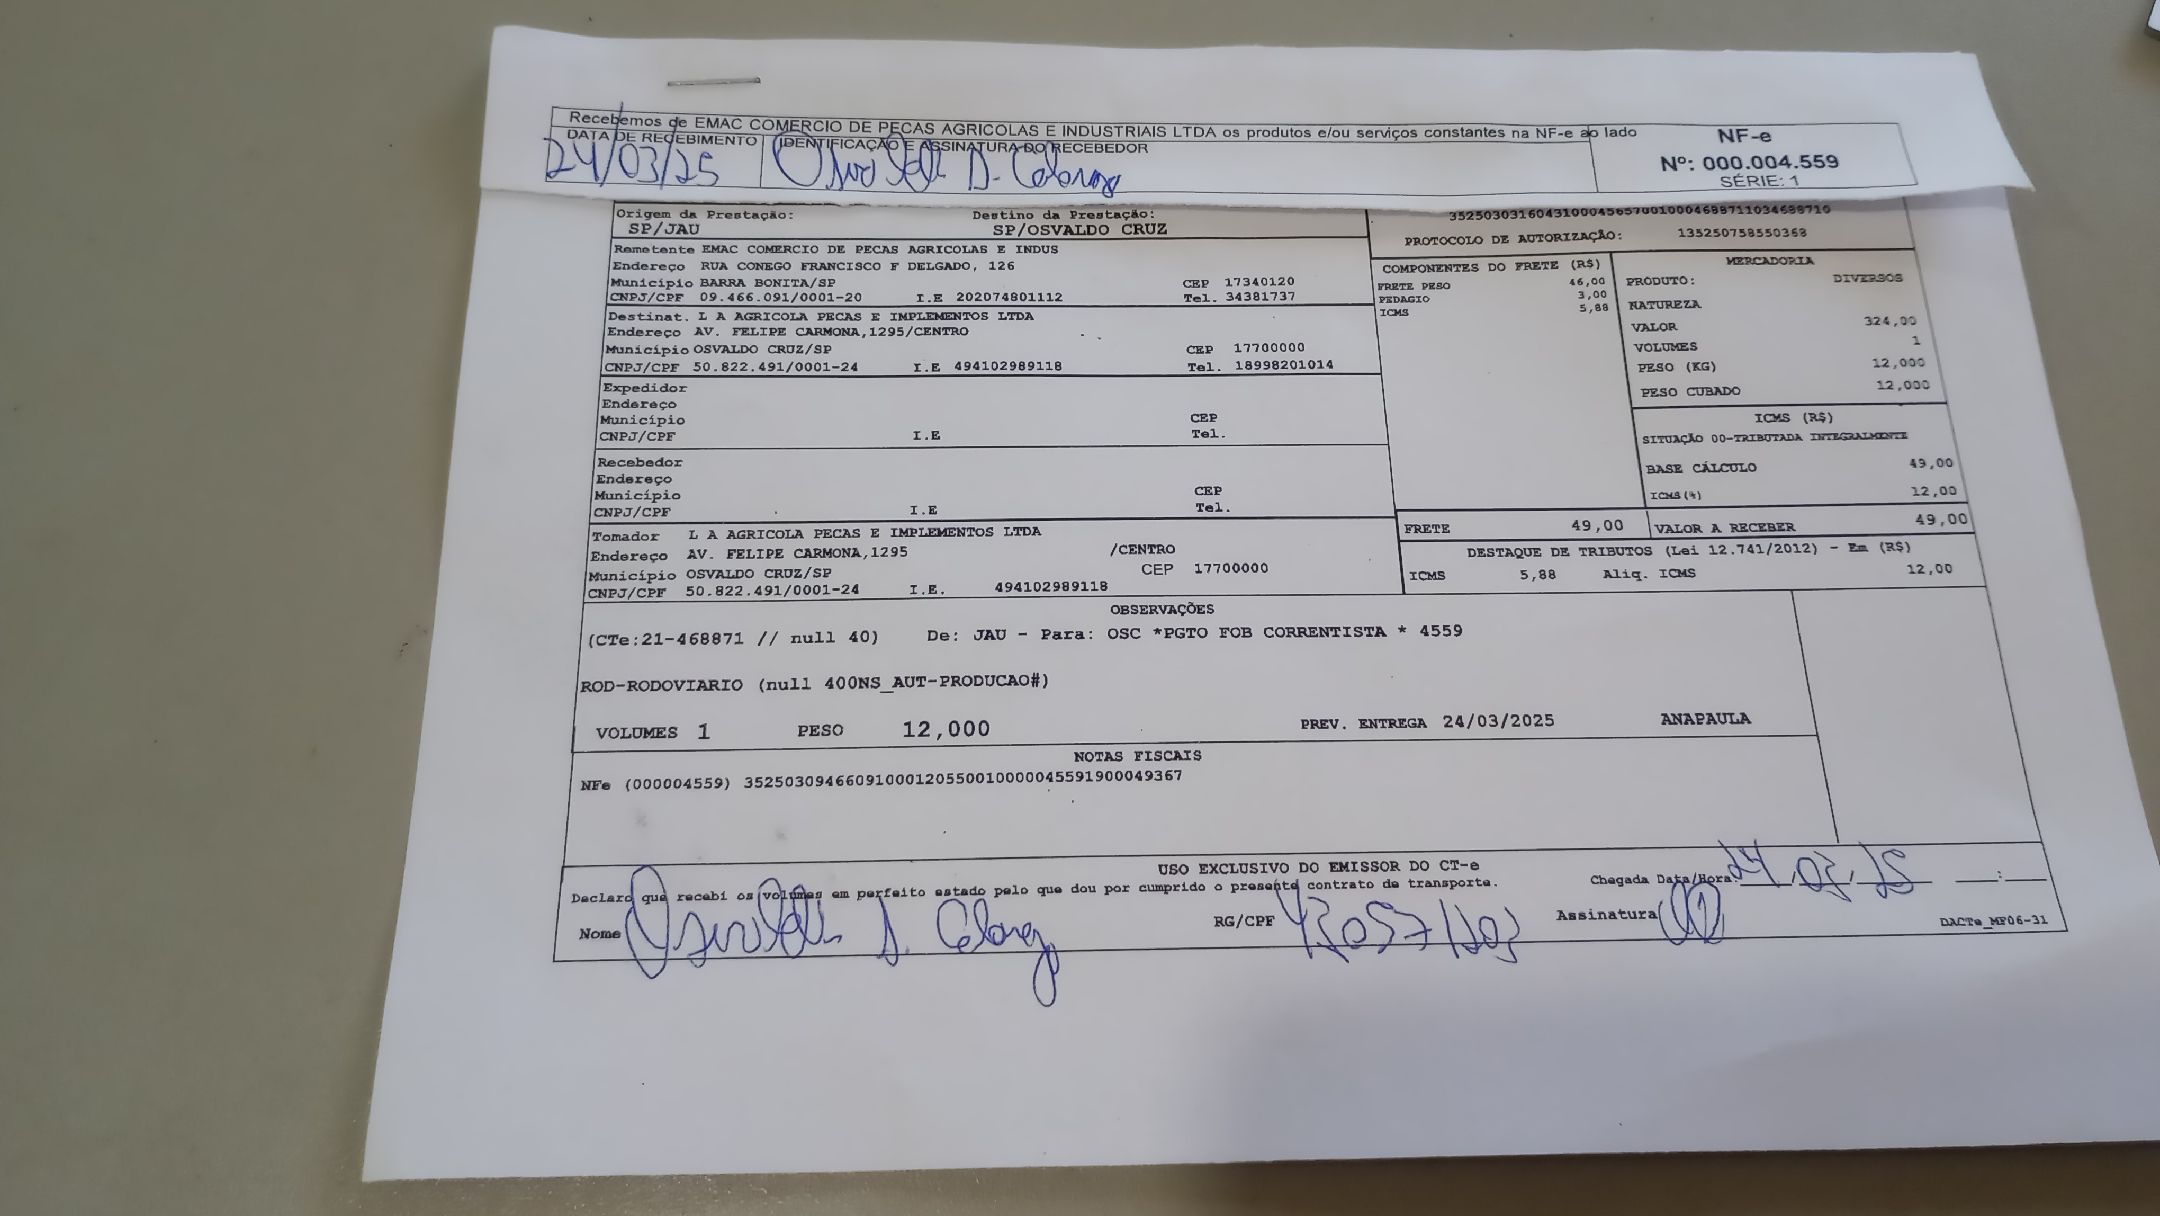 Recebemos de EMAC COMERCIO DE PECAS AGRICOLAS E INDUSTRIAIS LTDA os produtos e/ou serviços constantes na NF-e ao lado
DATA DE RECEBIMENTO IDENTIFICAÇÃO E ASSINATURA DO RECEBEDOR
24/03/25
NF-e
Nº: 000.004.559
SÉRIE: 1
Origem da Prestação: Destino da Prestação:
SP/JAU SP/OSVALDO CRUZ
PROTOCOLO DE AUTORIZAÇÃO: 135250758550368
Remetente EMAC COMERCIO DE PECAS AGRICOLAS E INDUS
Endereço RUA CONEGO FRANCISCO F DELGADO, 126
Município BARRA BONITA/SP CEP 17340120
CNPJ/CPF 09.466.091/0001-20 I.E 202074801112 Tel. 34381737
Destinat. L A AGRICOLA PECAS E IMPLEMENTOS LTDA
Endereço AV. FELIPE CARMONA,1295/CENTRO
Município OSVALDO CRUZ/SP CEP 17700000
CNPJ/CPF 50.822.491/0001-24 I.E 494102989118 Tel. 18998201014
Expedidor
Endereço
Município CEP
CNPJ/CPF I.E Tel.
Recebedor
Endereço
Município CEP
CNPJ/CPF I.E Tel.
Tomador L A AGRICOLA PECAS E IMPLEMENTOS LTDA
Endereço AV. FELIPE CARMONA,1295 /CENTRO
Município OSVALDO CRUZ/SP CEP 17700000
CNPJ/CPF 50.822.491/0001-24 I.E. 494102989118
COMPONENTES DO FRETE (R$)
FRETE PESO 46,00
PEDAGIO 3,00
ICMS 5,88
MERCADORIA
PRODUTO: DIVERSOS
NATUREZA
VALOR 324,00
VOLUMES 1
PESO (KG) 12,000
PESO CUBADO 12,000
ICMS (R$)
SITUAÇÃO 00-TRIBUTADA INTEGRALMENTE
BASE CÁLCULO 49,00
ICMS(%) 12,00
FRETE 49,00 VALOR A RECEBER 49,00
DESTAQUE DE TRIBUTOS (Lei 12.741/2012) - Em (R$)
ICMS 5,88 Aliq. ICMS 12,00
OBSERVAÇÕES
(CTe:21-468871 // null 40) De: JAU - Para: OSC *PGTO FOB CORRENTISTA * 4559
ROD-RODOVIARIO (null 400NS_AUT-PRODUCAO#)
VOLUMES 1 PESO 12,000 PREV. ENTREGA 24/03/2025 ANAPAULA
NOTAS FISCAIS
NFe (000004559) 35250309466091000120550010000045591900049367
USO EXCLUSIVO DO EMISSOR DO CT-e
Declaro que recebi os volumes em perfeito estado pelo que dou por cumprido o presente contrato de transporte.
Chegada Data/Hora: 24/03/25 __:__
Nome RG/CPF Assinatura
DACTe_MF06-31